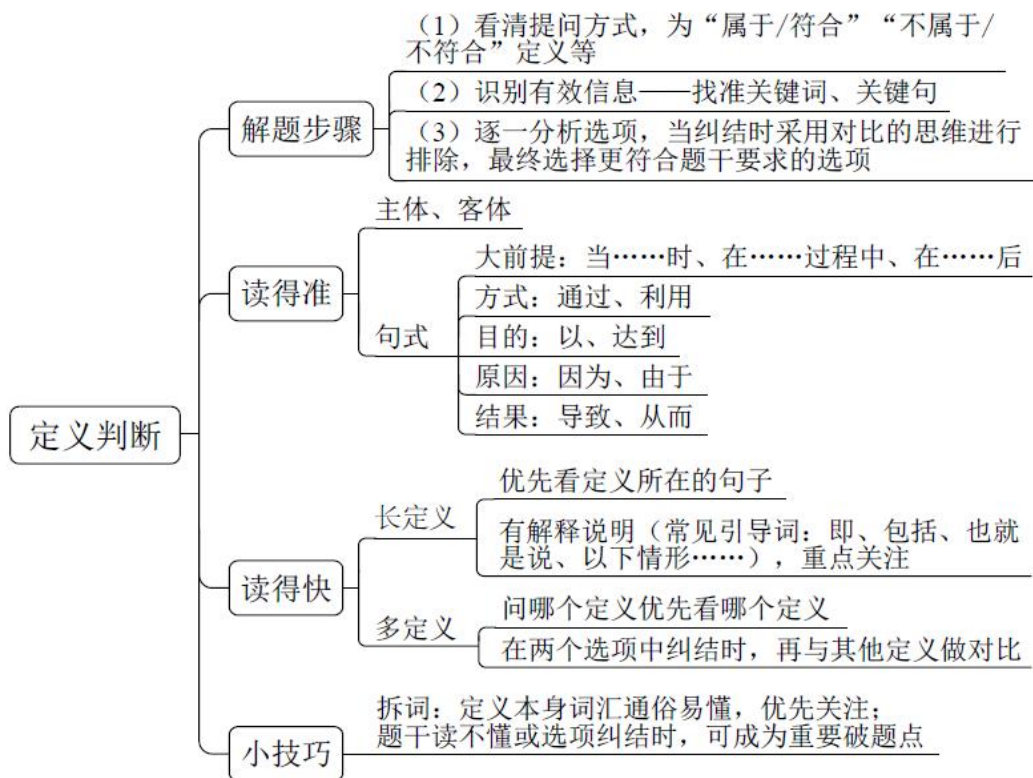 定义判断
解题步骤
（1）看清提问方式，为“属于/符合”“不属于/
不符合”定义等
（2）识别有效信息——找准关键词、关键句
（3）逐一分析选项，当纠结时采用对比的思维进行
排除，最终选择更符合题干要求的选项
读得准
主体、客体
句式
大前提：当……时、在……过程中、在……后
方式：通过、利用
目的：以、达到
原因：因为、由于
结果：导致、从而
读得快
长定义
优先看定义所在的句子
有解释说明（常见引导词：即、包括、也就
是说、以下情形……），重点关注
多定义
问哪个定义优先看哪个定义
在两个选项中纠结时，再与其他定义做对比
小技巧
拆词：定义本身词汇通俗易懂，优先关注；
题干读不懂或选项纠结时，可成为重要破题点